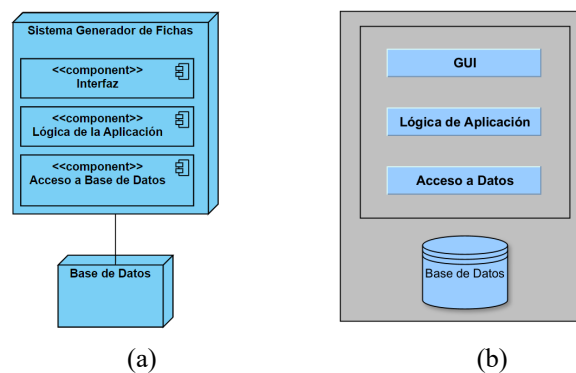 Sistema Generador de Fichas
<<component>>
Interfaz
<<component>>
Lógica de la Aplicación
<<component>>
Acceso a Base de Datos
Base de Datos
(a)
GUI
Lógica de Aplicación
Acceso a Datos
Base de Datos
(b)